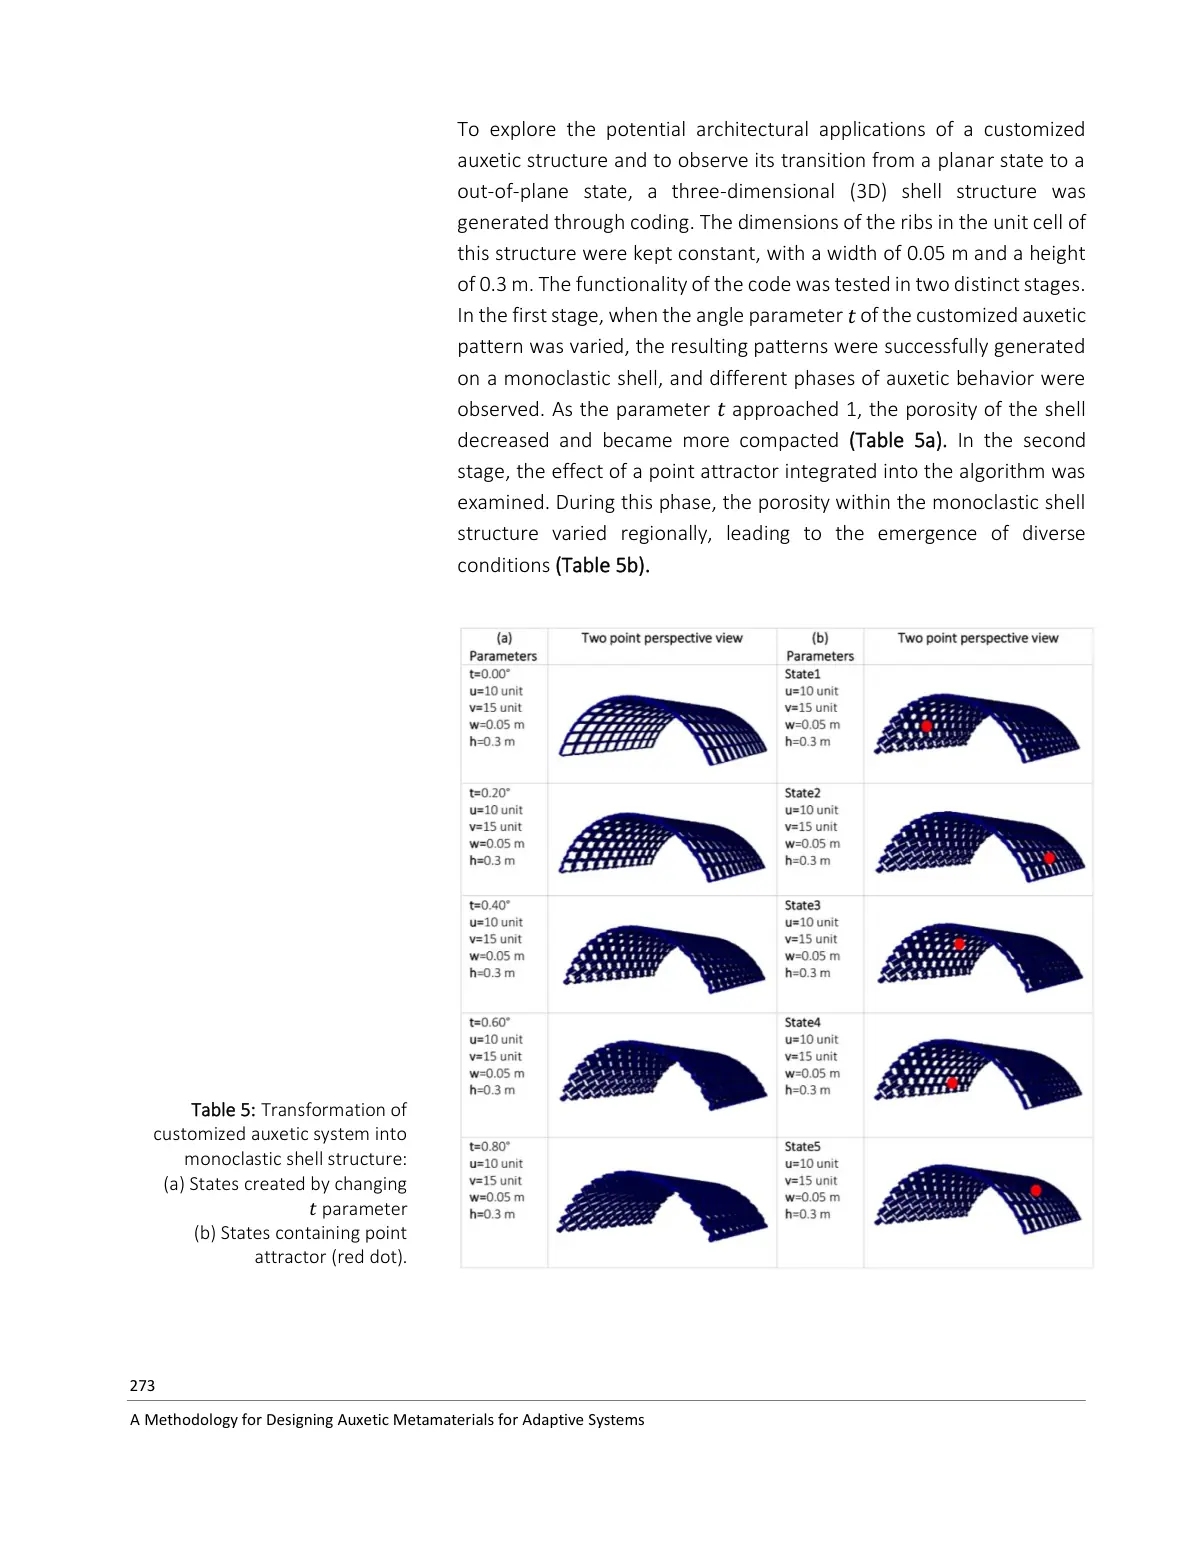 To explore the potential architectural applications of a customized
auxetic structure and to observe its transition from a planar state to a
out-of-plane state, a three-dimensional (3D) shell structure was
generated through coding. The dimensions of the ribs in the unit cell of
this structure were kept constant, with a width of 0.05 m and a height
of 0.3 m. The functionality of the code was tested in two distinct stages.
In the first stage, when the angle parameter t of the customized auxetic
pattern was varied, the resulting patterns were successfully generated
on a monoclastic shell, and different phases of auxetic behavior were
observed. As the parameter t approached 1, the porosity of the shell
decreased and became more compacted (Table 5a). In the second
stage, the effect of a point attractor integrated into the algorithm was
examined. During this phase, the porosity within the monoclastic shell
structure varied regionally, leading to the emergence of diverse
conditions (Table 5b).
(a)
Parameters
Two point perspective view
(b)
Parameters
Two point perspective view
t=0.00°
u=10 unit
v=15 unit
w=0.05 m
h=0.3 m
State1
u=10 unit
v=15 unit
w=0.05 m
h=0.3 m
t=0.20°
u=10 unit
v=15 unit
w=0.05 m
h=0.3 m
State2
u=10 unit
v=15 unit
w=0.05 m
h=0.3 m
t=0.40°
u=10 unit
v=15 unit
w=0.05 m
h=0.3 m
State3
u=10 unit
v=15 unit
w=0.05 m
h=0.3 m
t=0.60°
u=10 unit
v=15 unit
w=0.05 m
h=0.3 m
State4
u=10 unit
v=15 unit
w=0.05 m
h=0.3 m
t=0.80°
u=10 unit
v=15 unit
w=0.05 m
h=0.3 m
State5
u=10 unit
v=15 unit
w=0.05 m
h=0.3 m
Table 5: Transformation of
customized auxetic system into
monoclastic shell structure:
(a) States created by changing
t parameter
(b) States containing point
attractor (red dot).
273
A Methodology for Designing Auxetic Metamaterials for Adaptive Systems